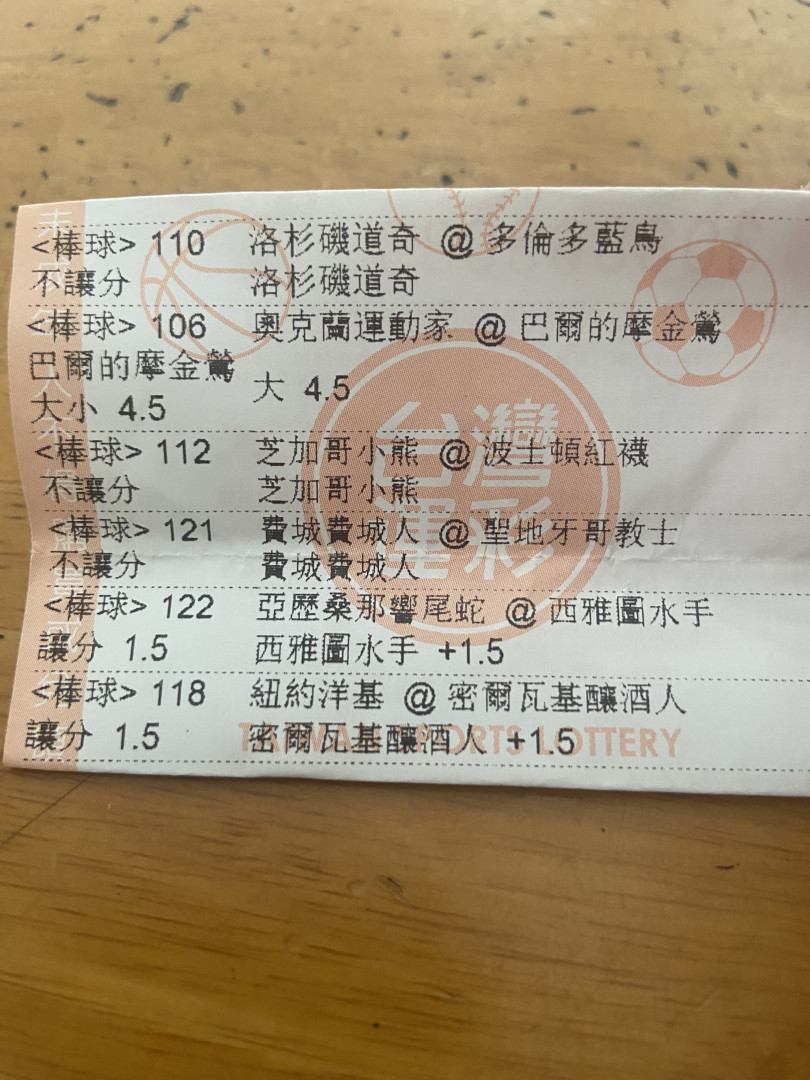 <棒球> 110 洛杉磯道奇 @ 多倫多藍鳥
不讓分 洛杉磯道奇
<棒球> 106 奧克蘭運動家 @ 巴爾的摩金鶯
巴爾的摩金鶯
大小 4.5 大 4.5
<棒球> 112 芝加哥小熊 @ 波士頓紅襪
不讓分 芝加哥小熊
<棒球> 121 費城費城人 @ 聖地牙哥教士
不讓分 費城費城人
<棒球> 122 亞歷桑那響尾蛇 @ 西雅圖水手
讓分 1.5 西雅圖水手 +1.5
<棒球> 118 紐約洋基 @ 密爾瓦基釀酒人
讓分 1.5 密爾瓦基釀酒人 +1.5
台灣
運彩
TAIWAN SPORTS LOTTERY